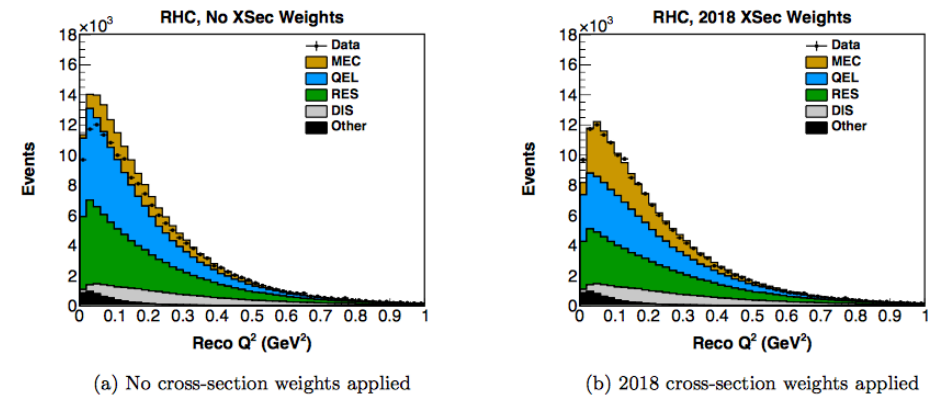 RHC, No XSec Weights
18×10³
16
14
12
10
8
6
4
2
0
Events
Data
MEC
QEL
RES
DIS
Other
0 0.1 0.2 0.3 0.4 0.5 0.6 0.7 0.8 0.9 1
Reco Q² (GeV²)
(a) No cross-section weights applied
RHC, 2018 XSec Weights
18×10³
16
14
12
10
8
6
4
2
0
Events
Data
MEC
QEL
RES
DIS
Other
0 0.1 0.2 0.3 0.4 0.5 0.6 0.7 0.8 0.9 1
Reco Q² (GeV²)
(b) 2018 cross-section weights applied